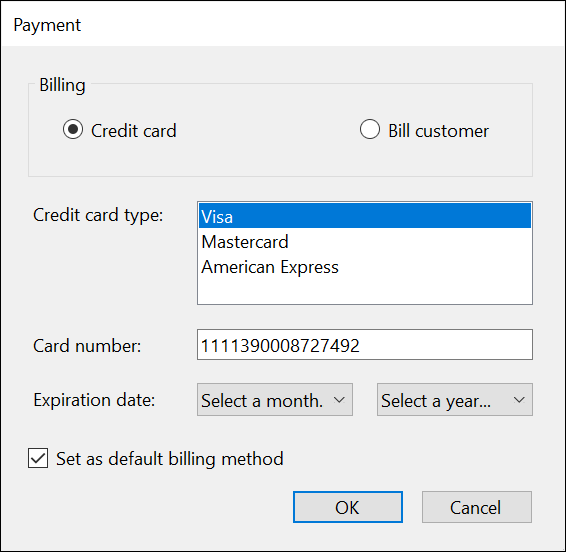 Payment
Billing
Credit card
Bill customer
Credit card type:
Visa
Mastercard
American Express
Card number:
1111390008727492
Expiration date:
Select a month.
Select a year...
Set as default billing method
OK
Cancel